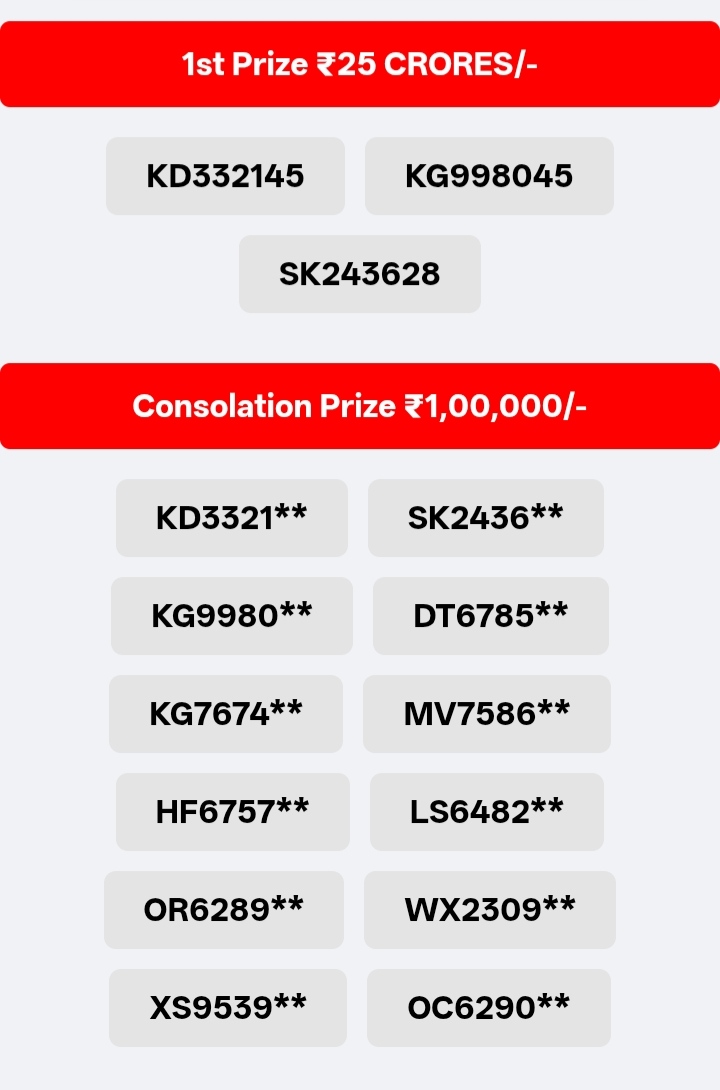 1st Prize ₹25 CRORES/-
KD332145 KG998045
SK243628
Consolation Prize ₹1,00,000/-
KD3321** SK2436**
KG9980** DT6785**
KG7674** MV7586**
HF6757** LS6482**
OR6289** WX2309**
XS9539** OC6290**